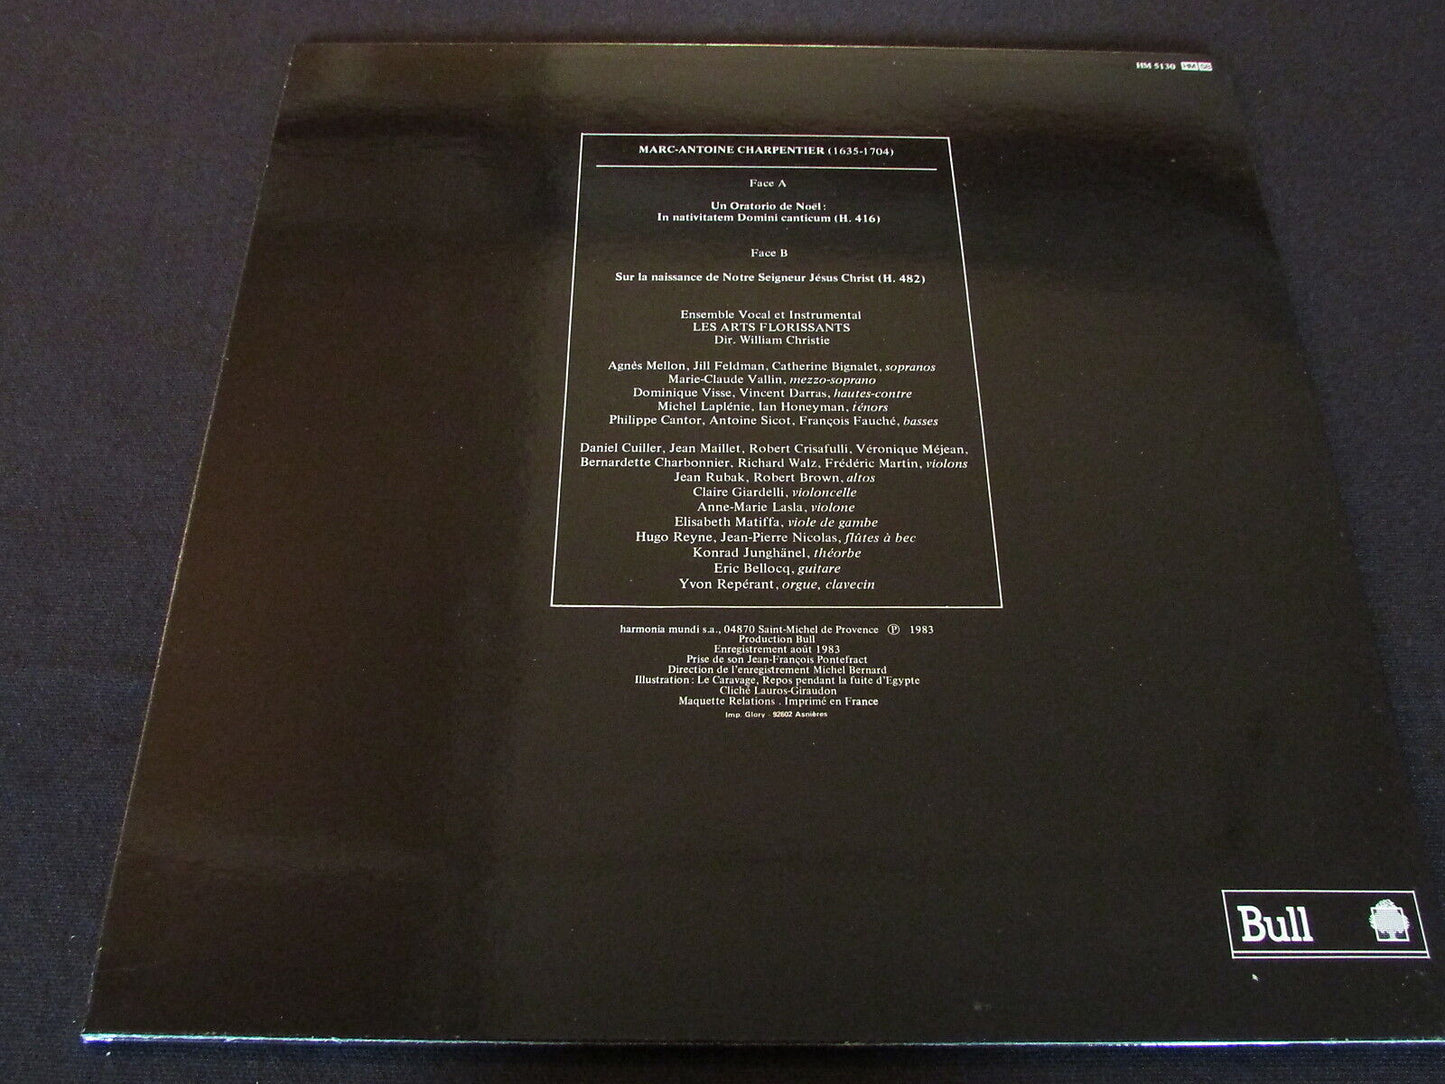 HM 5130 HM 58
MARC-ANTOINE CHARPENTIER (1635-1704)
Face A
Un Oratorio de Noël :
In nativitatem Domini canticum (H. 416)
Face B
Sur la naissance de Notre Seigneur Jésus Christ (H. 482)
Ensemble Vocal et Instrumental
LES ARTS FLORISSANTS
Dir. William Christie
Agnès Mellon, Jill Feldman, Catherine Bignalet, sopranos
Marie-Claude Vallin, mezzo-soprano
Dominique Visse, Vincent Darras, hautes-contre
Michel Laplénie, Ian Honeyman, ténors
Philippe Cantor, Antoine Sicot, François Fauché, basses
Daniel Cuiller, Jean Maillet, Robert Crisafulli, Véronique Méjean,
Bernardette Charbonnier, Richard Walz, Frédéric Martin, violons
Jean Rubak, Robert Brown, altos
Claire Giardelli, violoncelle
Anne-Marie Lasla, violone
Elisabeth Matiffa, viole de gambe
Hugo Reyne, Jean-Pierre Nicolas, flûtes à bec
Konrad Junghänel, théorbe
Eric Bellocq, guitare
Yvon Repérant, orgue, clavecin
harmonia mundi s.a., 04870 Saint-Michel de Provence Ⓟ 1983
Production Bull
Enregistrement août 1983
Prise de son Jean-François Pontefract
Direction de l'enregistrement Michel Bernard
Illustration : Le Caravage, Repos pendant la fuite d'Egypte
Cliché Lauros-Giraudon
Maquette Relations . Imprimé en France
Imp. Glory - 92602 Asnières
Bull